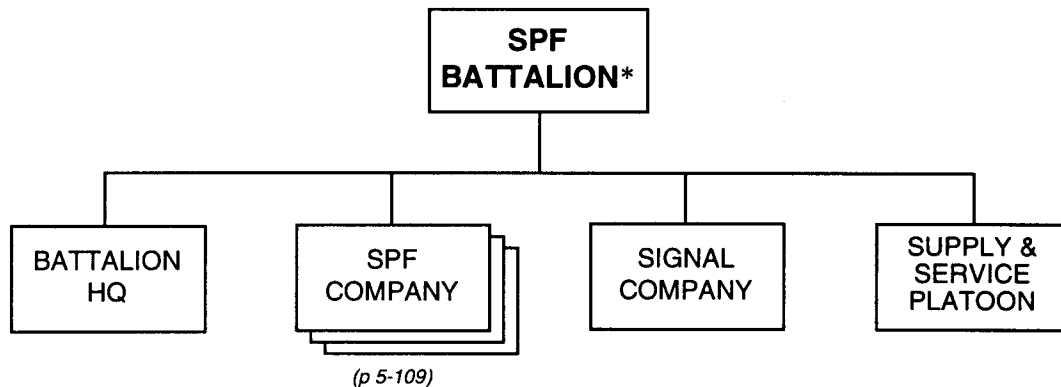 SPF
BATTALION*
BATTALION
HQ
SPF
COMPANY
(p 5-109)
SIGNAL
COMPANY
SUPPLY &
SERVICE
PLATOON